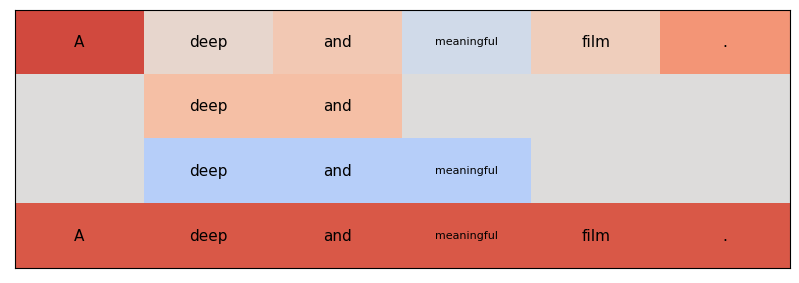 A deep and meaningful film .
deep and
deep and meaningful
A deep and meaningful film .